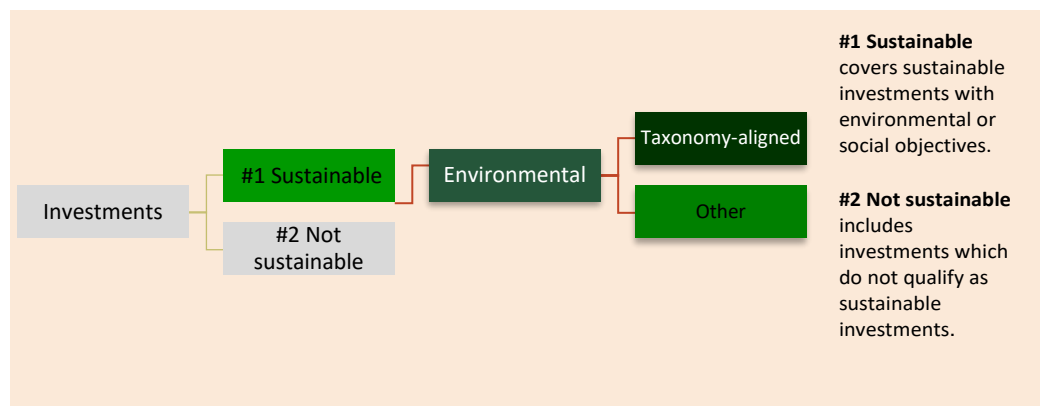 Investments
#1 Sustainable
#2 Not
sustainable
Environmental
Taxonomy-aligned
Other
#1 Sustainable
covers sustainable
investments with
environmental or
social objectives.
#2 Not sustainable
includes
investments which
do not qualify as
sustainable
investments.